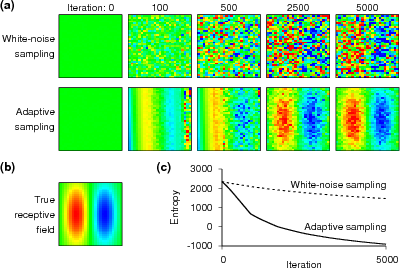 (a) Iteration: 0 100 500 2500 5000
White-noise
sampling
Adaptive
sampling
(b)
True
receptive
field
(c)
3000
2000
1000
0
-1000
Entropy
White-noise sampling
Adaptive sampling
0 5000
Iteration